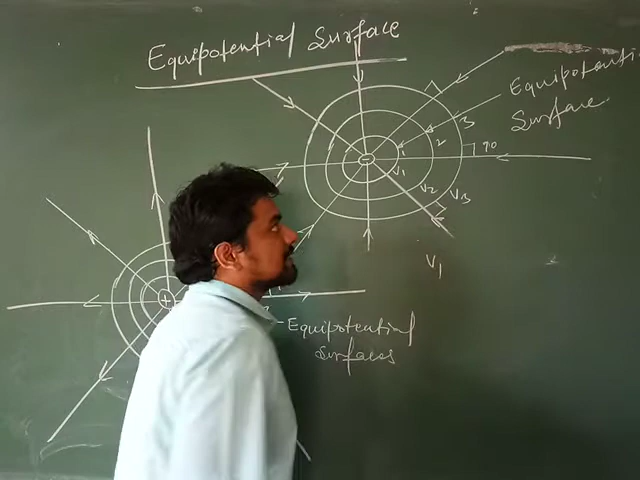 Equipotential Surface
Equipotenti
Surface.
3
2
1
90
V1
V2
V3
V1
Equipotential
Surfaces